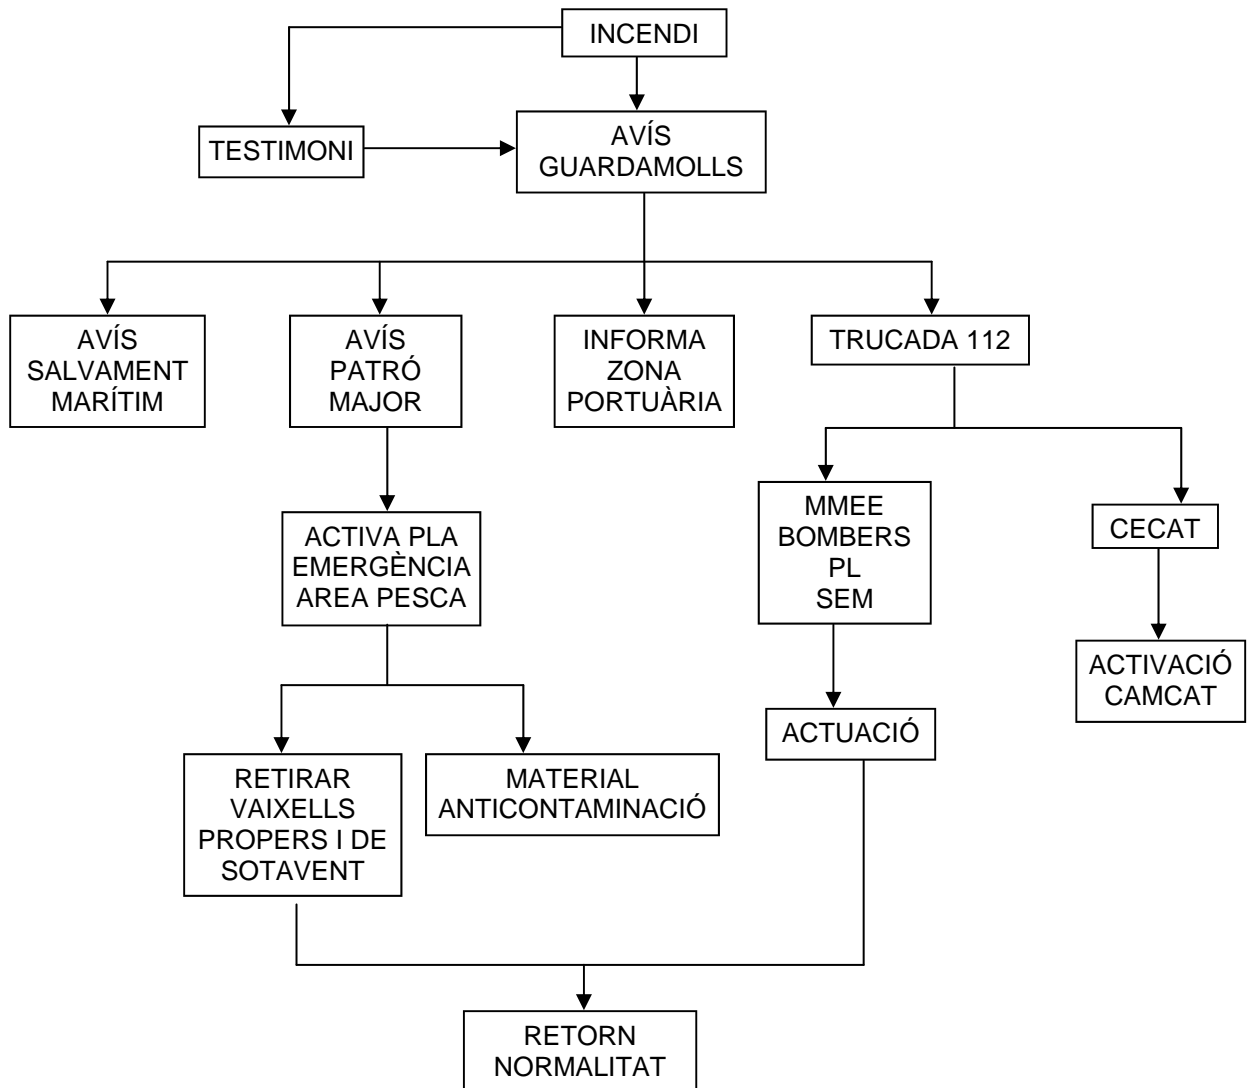 INCENDI
TESTIMONI
AVÍS
GUARDAMOLLS
AVÍS
SALVAMENT
MARÍTIM
AVÍS
PATRÓ
MAJOR
INFORMA
ZONA
PORTUÀRIA
TRUCADA 112
ACTIVA PLA
EMERGÈNCIA
AREA PESCA
MMEE
BOMBERS
PL
SEM
CECAT
ACTIVACIÓ
CAMCAT
ACTUACIÓ
RETIRAR
VAIXELLS
PROPERS I DE
SOTAVENT
MATERIAL
ANTICONTAMINACIÓ
RETORN
NORMALITAT